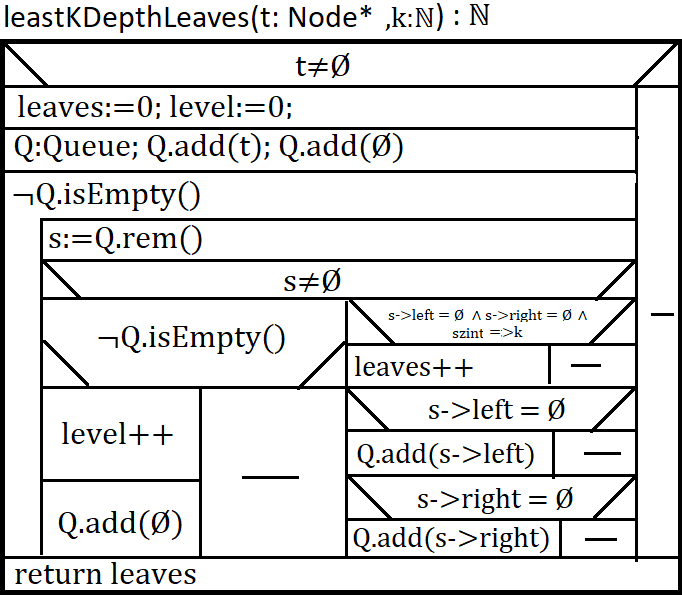 leastKDepthLeaves(t: Node* ,k:ℕ) : ℕ
t≠Ø
leaves:=0; level:=0;
Q:Queue; Q.add(t); Q.add(Ø)
¬Q.isEmpty()
s:=Q.rem()
s≠Ø
¬Q.isEmpty()
level++
Q.add(Ø)
—
s->left = Ø ∧ s->right = Ø ∧
szint =>k
leaves++ —
s->left = Ø
Q.add(s->left) —
s->right = Ø
Q.add(s->right) —
—
return leaves